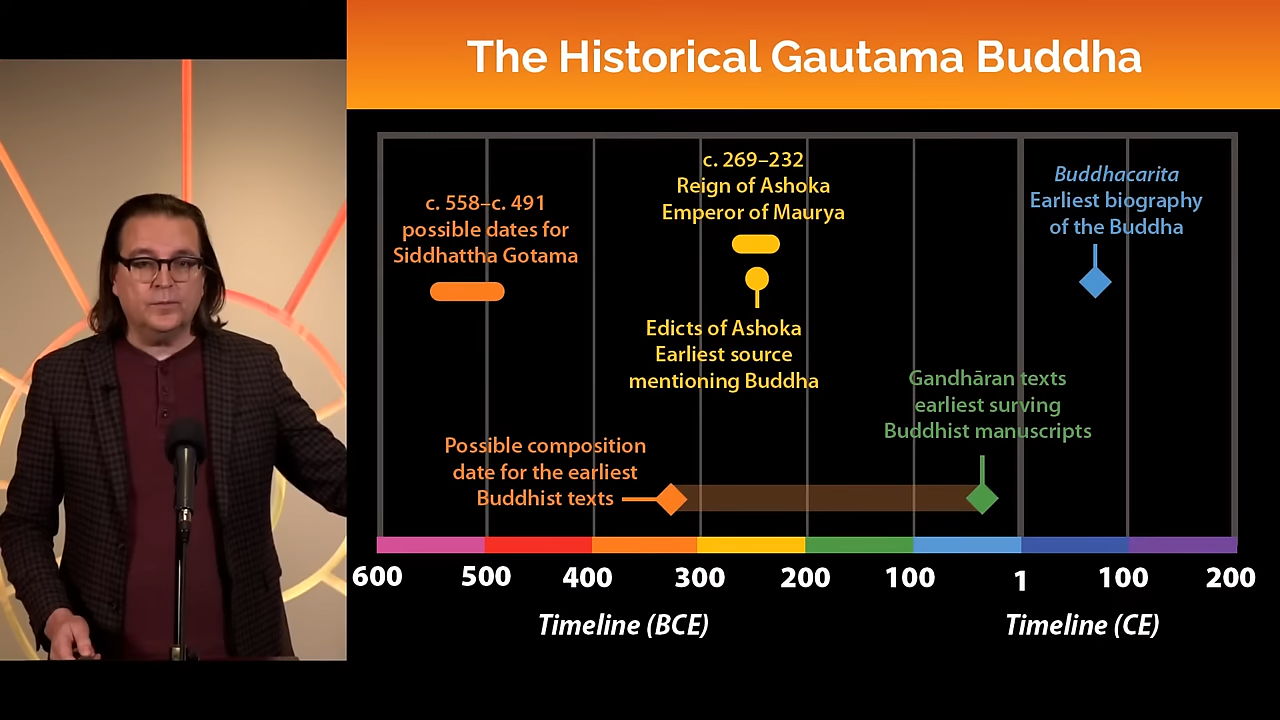 The Historical Gautama Buddha
c. 558–c. 491
possible dates for
Siddhattha Gotama
c. 269–232
Reign of Ashoka
Emperor of Maurya
Edicts of Ashoka
Earliest source
mentioning Buddha
Buddhacarita
Earliest biography
of the Buddha
Gandhāran texts
earliest surving
Buddhist manuscripts
Possible composition
date for the earliest
Buddhist texts
600 500 400 300 200 100 1 100 200
Timeline (BCE) Timeline (CE)